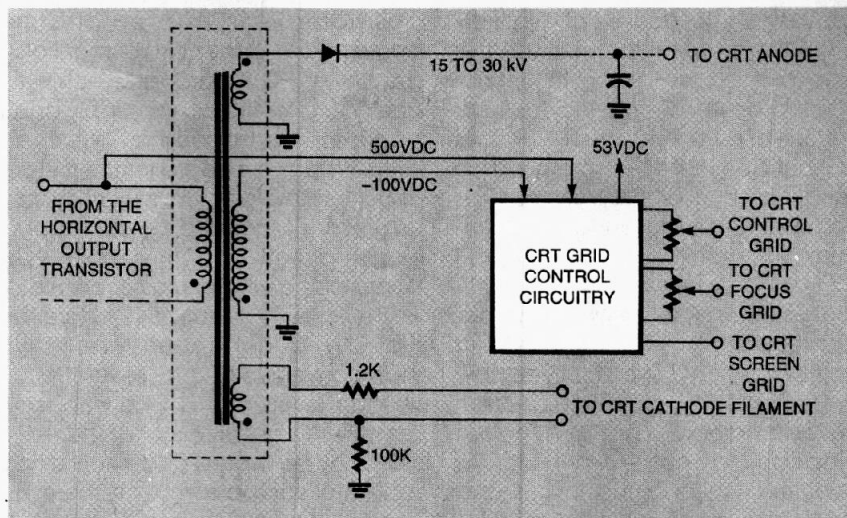 15 TO 30 kV
TO CRT ANODE
500VDC
53VDC
–100VDC
FROM THE
HORIZONTAL
OUTPUT
TRANSISTOR
CRT GRID
CONTROL
CIRCUITRY
TO CRT
CONTROL
GRID
TO CRT
FOCUS
GRID
TO CRT
SCREEN
GRID
1.2K
TO CRT CATHODE FILAMENT
100K